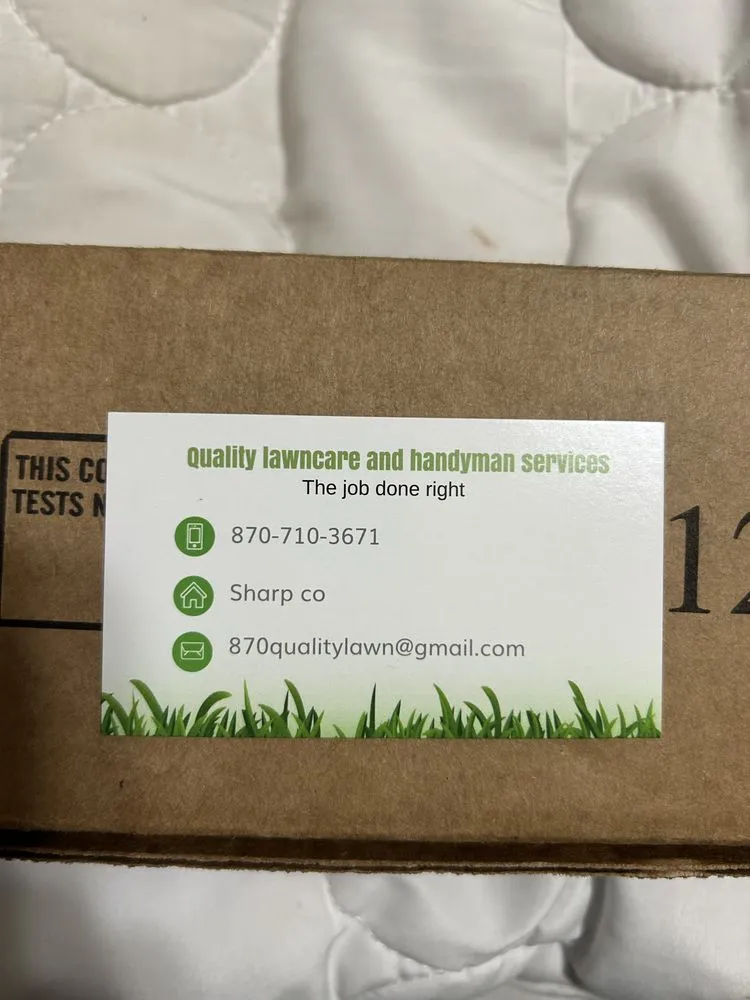 THIS CO
TESTS N
12
Quality lawncare and handyman services
The job done right
870-710-3671
Sharp co
870qualitylawn@gmail.com